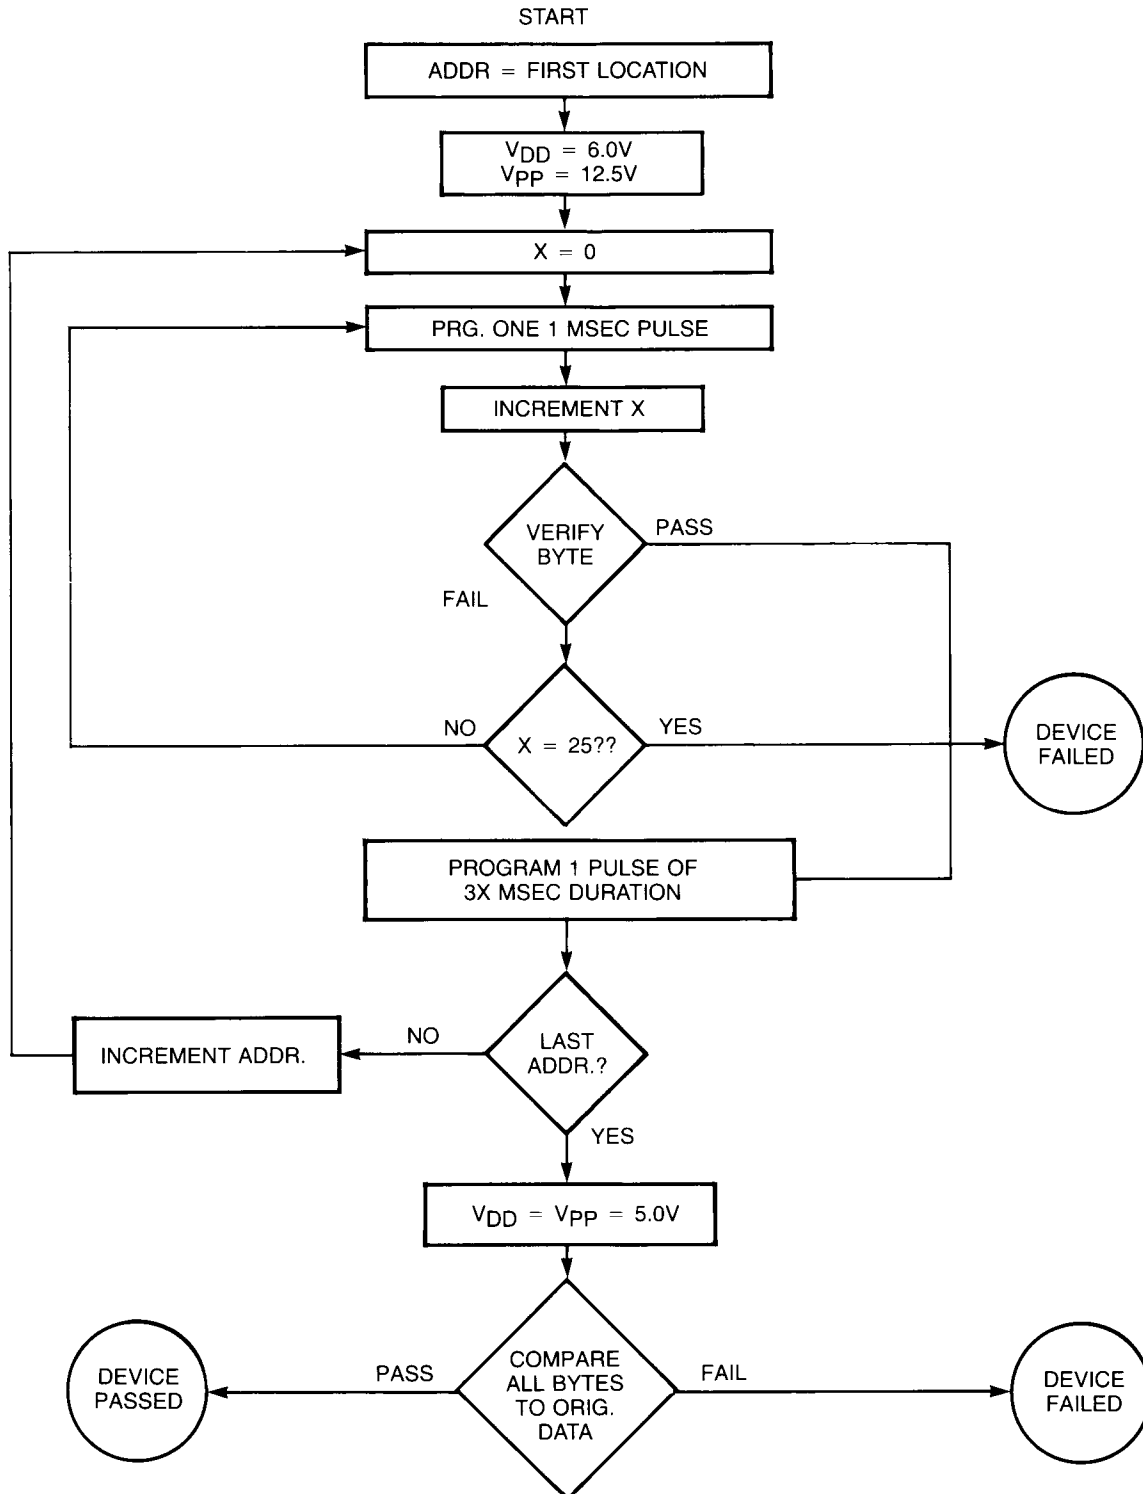 START
ADDR = FIRST LOCATION
VDD = 6.0V
VPP = 12.5V
X = 0
PRG. ONE 1 MSEC PULSE
INCREMENT X
VERIFY
BYTE
PASS
FAIL
NO
X = 25??
YES
DEVICE
FAILED
PROGRAM 1 PULSE OF
3X MSEC DURATION
INCREMENT ADDR.
NO
LAST
ADDR.?
YES
VDD = VPP = 5.0V
DEVICE
PASSED
PASS
COMPARE
ALL BYTES
TO ORIG.
DATA
FAIL
DEVICE
FAILED